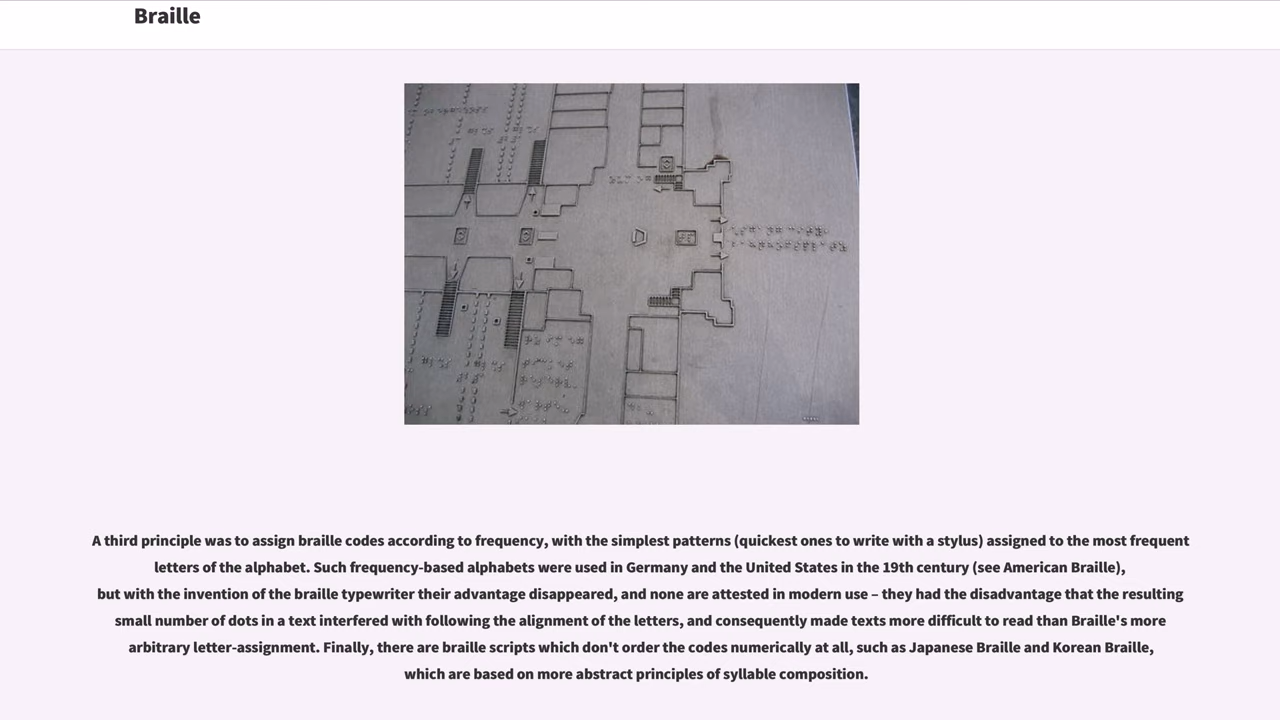 Braille
A third principle was to assign braille codes according to frequency, with the simplest patterns (quickest ones to write with a stylus) assigned to the most frequent
letters of the alphabet. Such frequency-based alphabets were used in Germany and the United States in the 19th century (see American Braille),
but with the invention of the braille typewriter their advantage disappeared, and none are attested in modern use – they had the disadvantage that the resulting
small number of dots in a text interfered with following the alignment of the letters, and consequently made texts more difficult to read than Braille's more
arbitrary letter-assignment. Finally, there are braille scripts which don't order the codes numerically at all, such as Japanese Braille and Korean Braille,
which are based on more abstract principles of syllable composition.